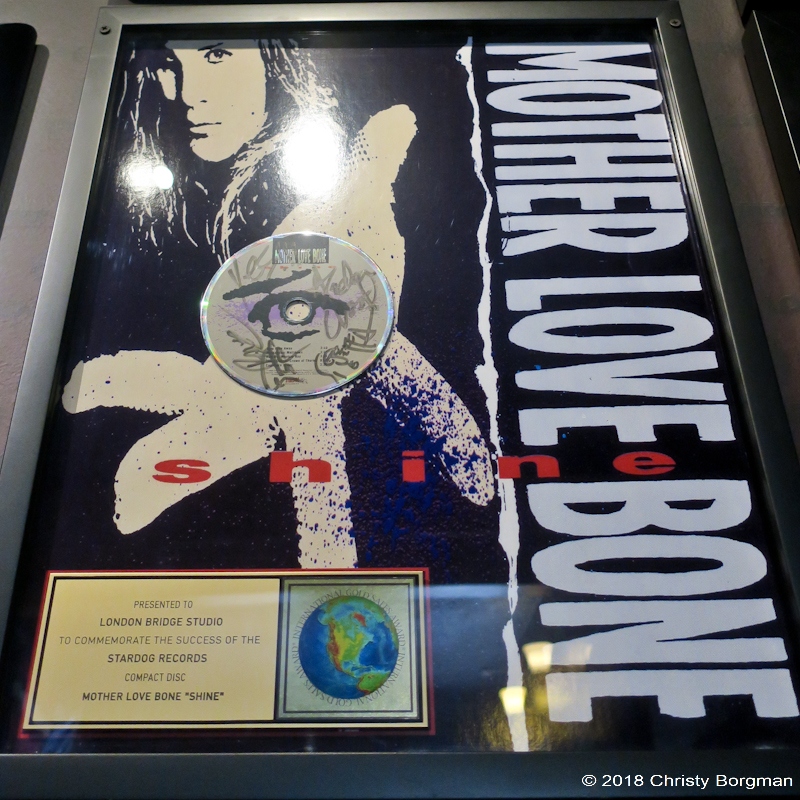 MOTHER LOVE BONE
MOTHER LOVE BONE
shine
PRESENTED TO
LONDON BRIDGE STUDIO
TO COMMEMORATE THE SUCCESS OF THE
STARDOG RECORDS
COMPACT DISC
MOTHER LOVE BONE "SHINE"
© 2018 Christy Borgman